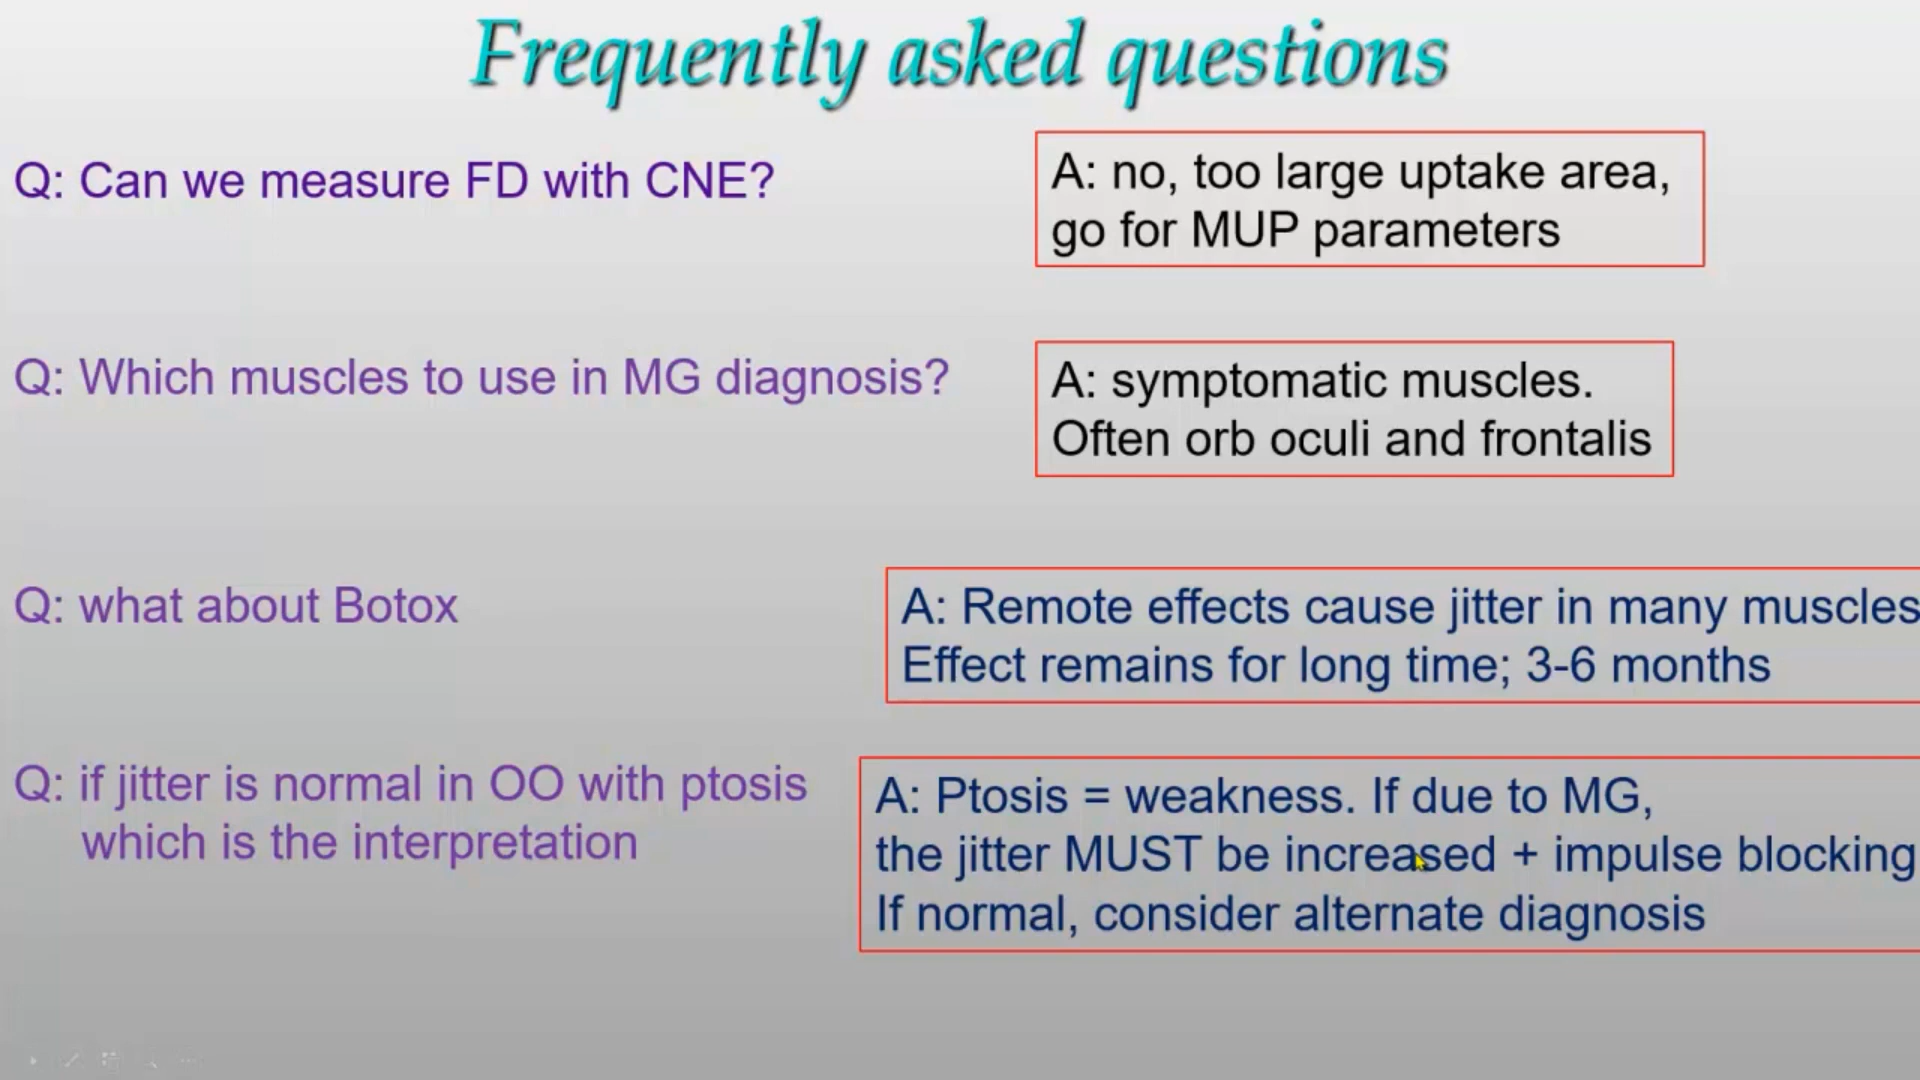 Frequently asked questions
Q: Can we measure FD with CNE?
A: no, too large uptake area,
go for MUP parameters
Q: Which muscles to use in MG diagnosis?
A: symptomatic muscles.
Often orb oculi and frontalis
Q: what about Botox
A: Remote effects cause jitter in many muscles
Effect remains for long time; 3-6 months
Q: if jitter is normal in OO with ptosis
which is the interpretation
A: Ptosis = weakness. If due to MG,
the jitter MUST be increased + impulse blocking
If normal, consider alternate diagnosis